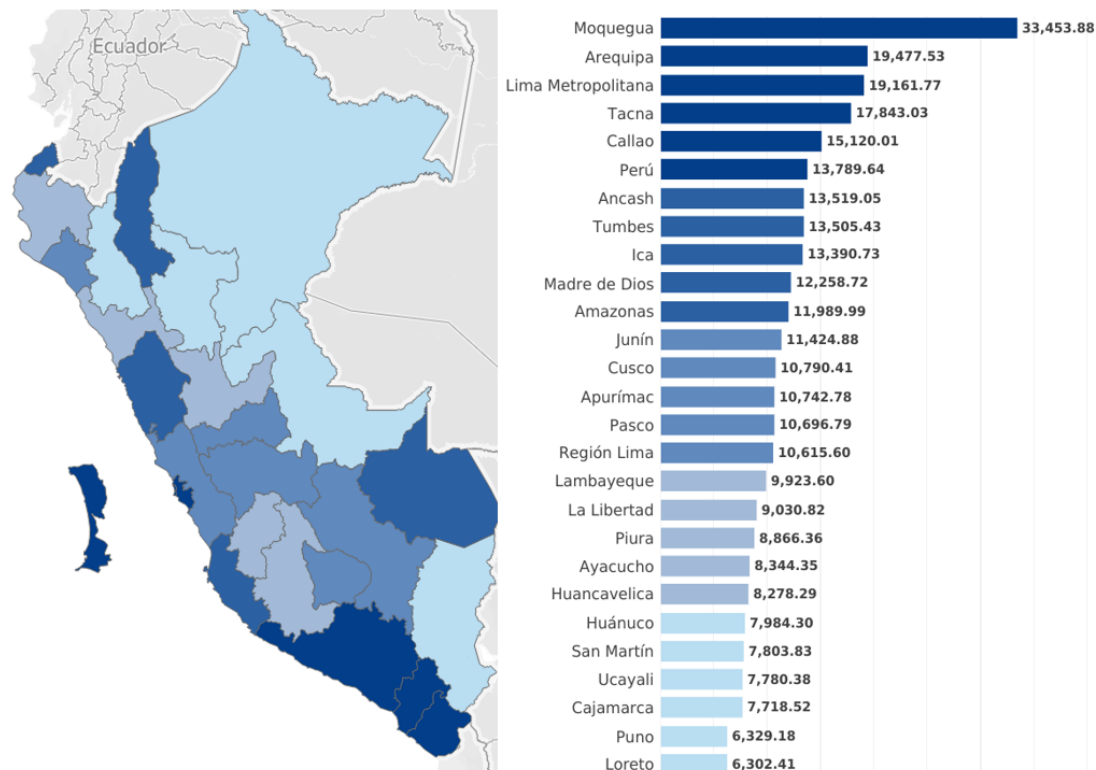 Ecuador
Moquegua 33,453.88
Arequipa 19,477.53
Lima Metropolitana 19,161.77
Tacna 17,843.03
Callao 15,120.01
Perú 13,789.64
Ancash 13,519.05
Tumbes 13,505.43
Ica 13,390.73
Madre de Dios 12,258.72
Amazonas 11,989.99
Junín 11,424.88
Cusco 10,790.41
Apurímac 10,742.78
Pasco 10,696.79
Región Lima 10,615.60
Lambayeque 9,923.60
La Libertad 9,030.82
Piura 8,866.36
Ayacucho 8,344.35
Huancavelica 8,278.29
Huánuco 7,984.30
San Martín 7,803.83
Ucayali 7,780.38
Cajamarca 7,718.52
Puno 6,329.18
Loreto 6,302.41